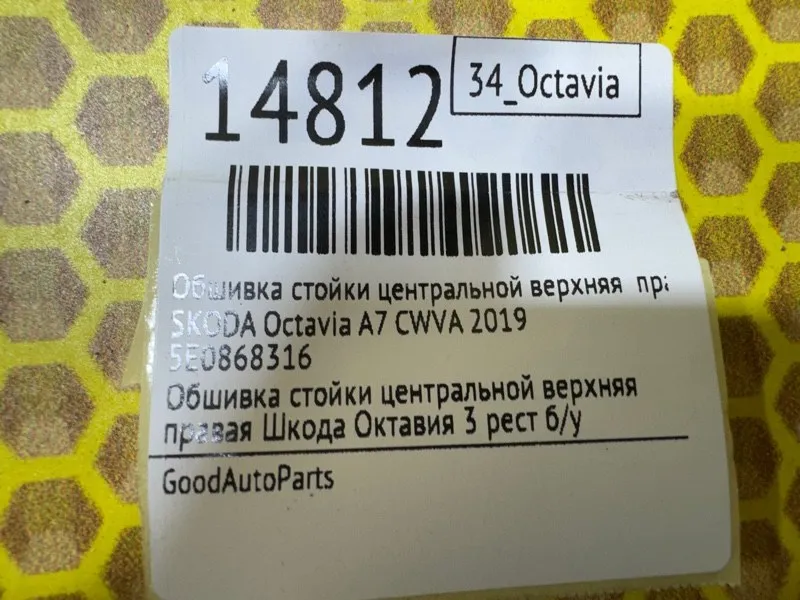 14812
34_Octavia
Обшивка стойки центральной верхняя
SKODA Octavia A7 CWVA 2019
5E0868316
Обшивка стойки центральной верхняя
правая Шкода Октавия 3 рест б/у
GoodAutoParts